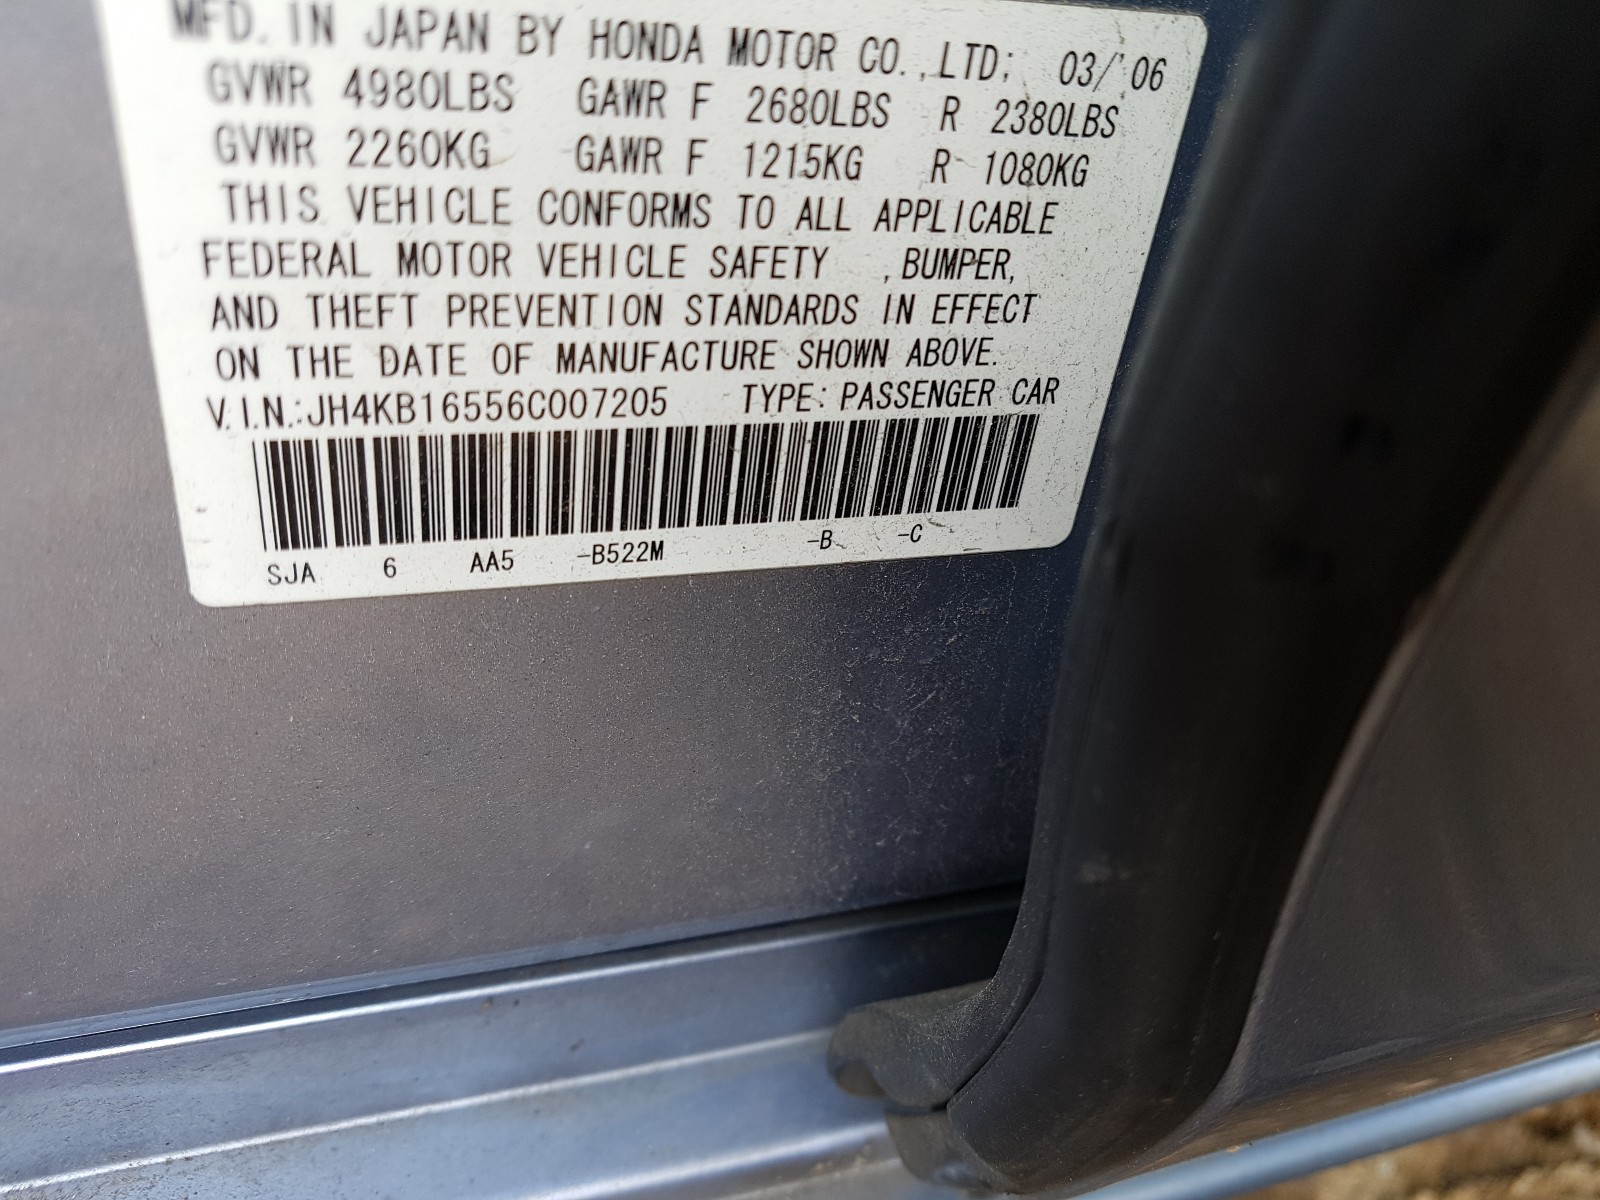 MFD. IN JAPAN BY HONDA MOTOR CO., LTD; 03/'06
GVWR 4980LBS GAWR F 2680LBS R 2380LBS
GVWR 2260KG GAWR F 1215KG R 1080KG
THIS VEHICLE CONFORMS TO ALL APPLICABLE
FEDERAL MOTOR VEHICLE SAFETY ,BUMPER,
AND THEFT PREVENTION STANDARDS IN EFFECT
ON THE DATE OF MANUFACTURE SHOWN ABOVE.
V.I.N.:JH4KB16556C007205 TYPE: PASSENGER CAR
SJA 6 AA5 -B522M -B -C